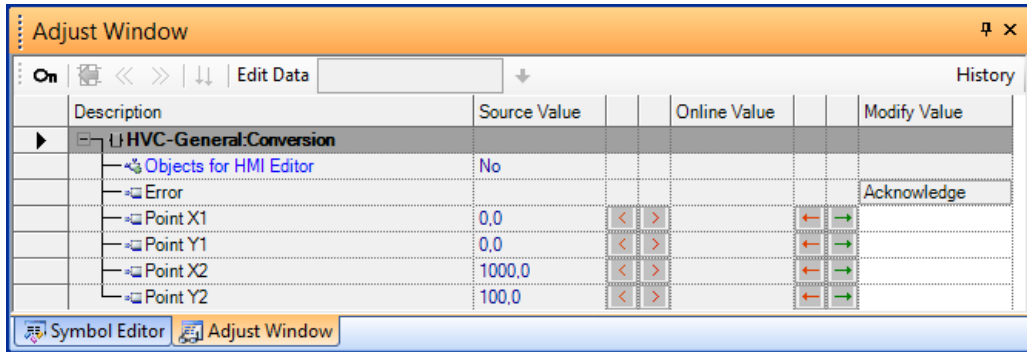 Adjust Window
On Edit Data History
Description Source Value Online Value Modify Value
HVC-General:Conversion
Objects for HMI Editor No
Error Acknowledge
Point X1 0,0
Point Y1 0,0
Point X2 1000,0
Point Y2 100,0
Symbol Editor Adjust Window